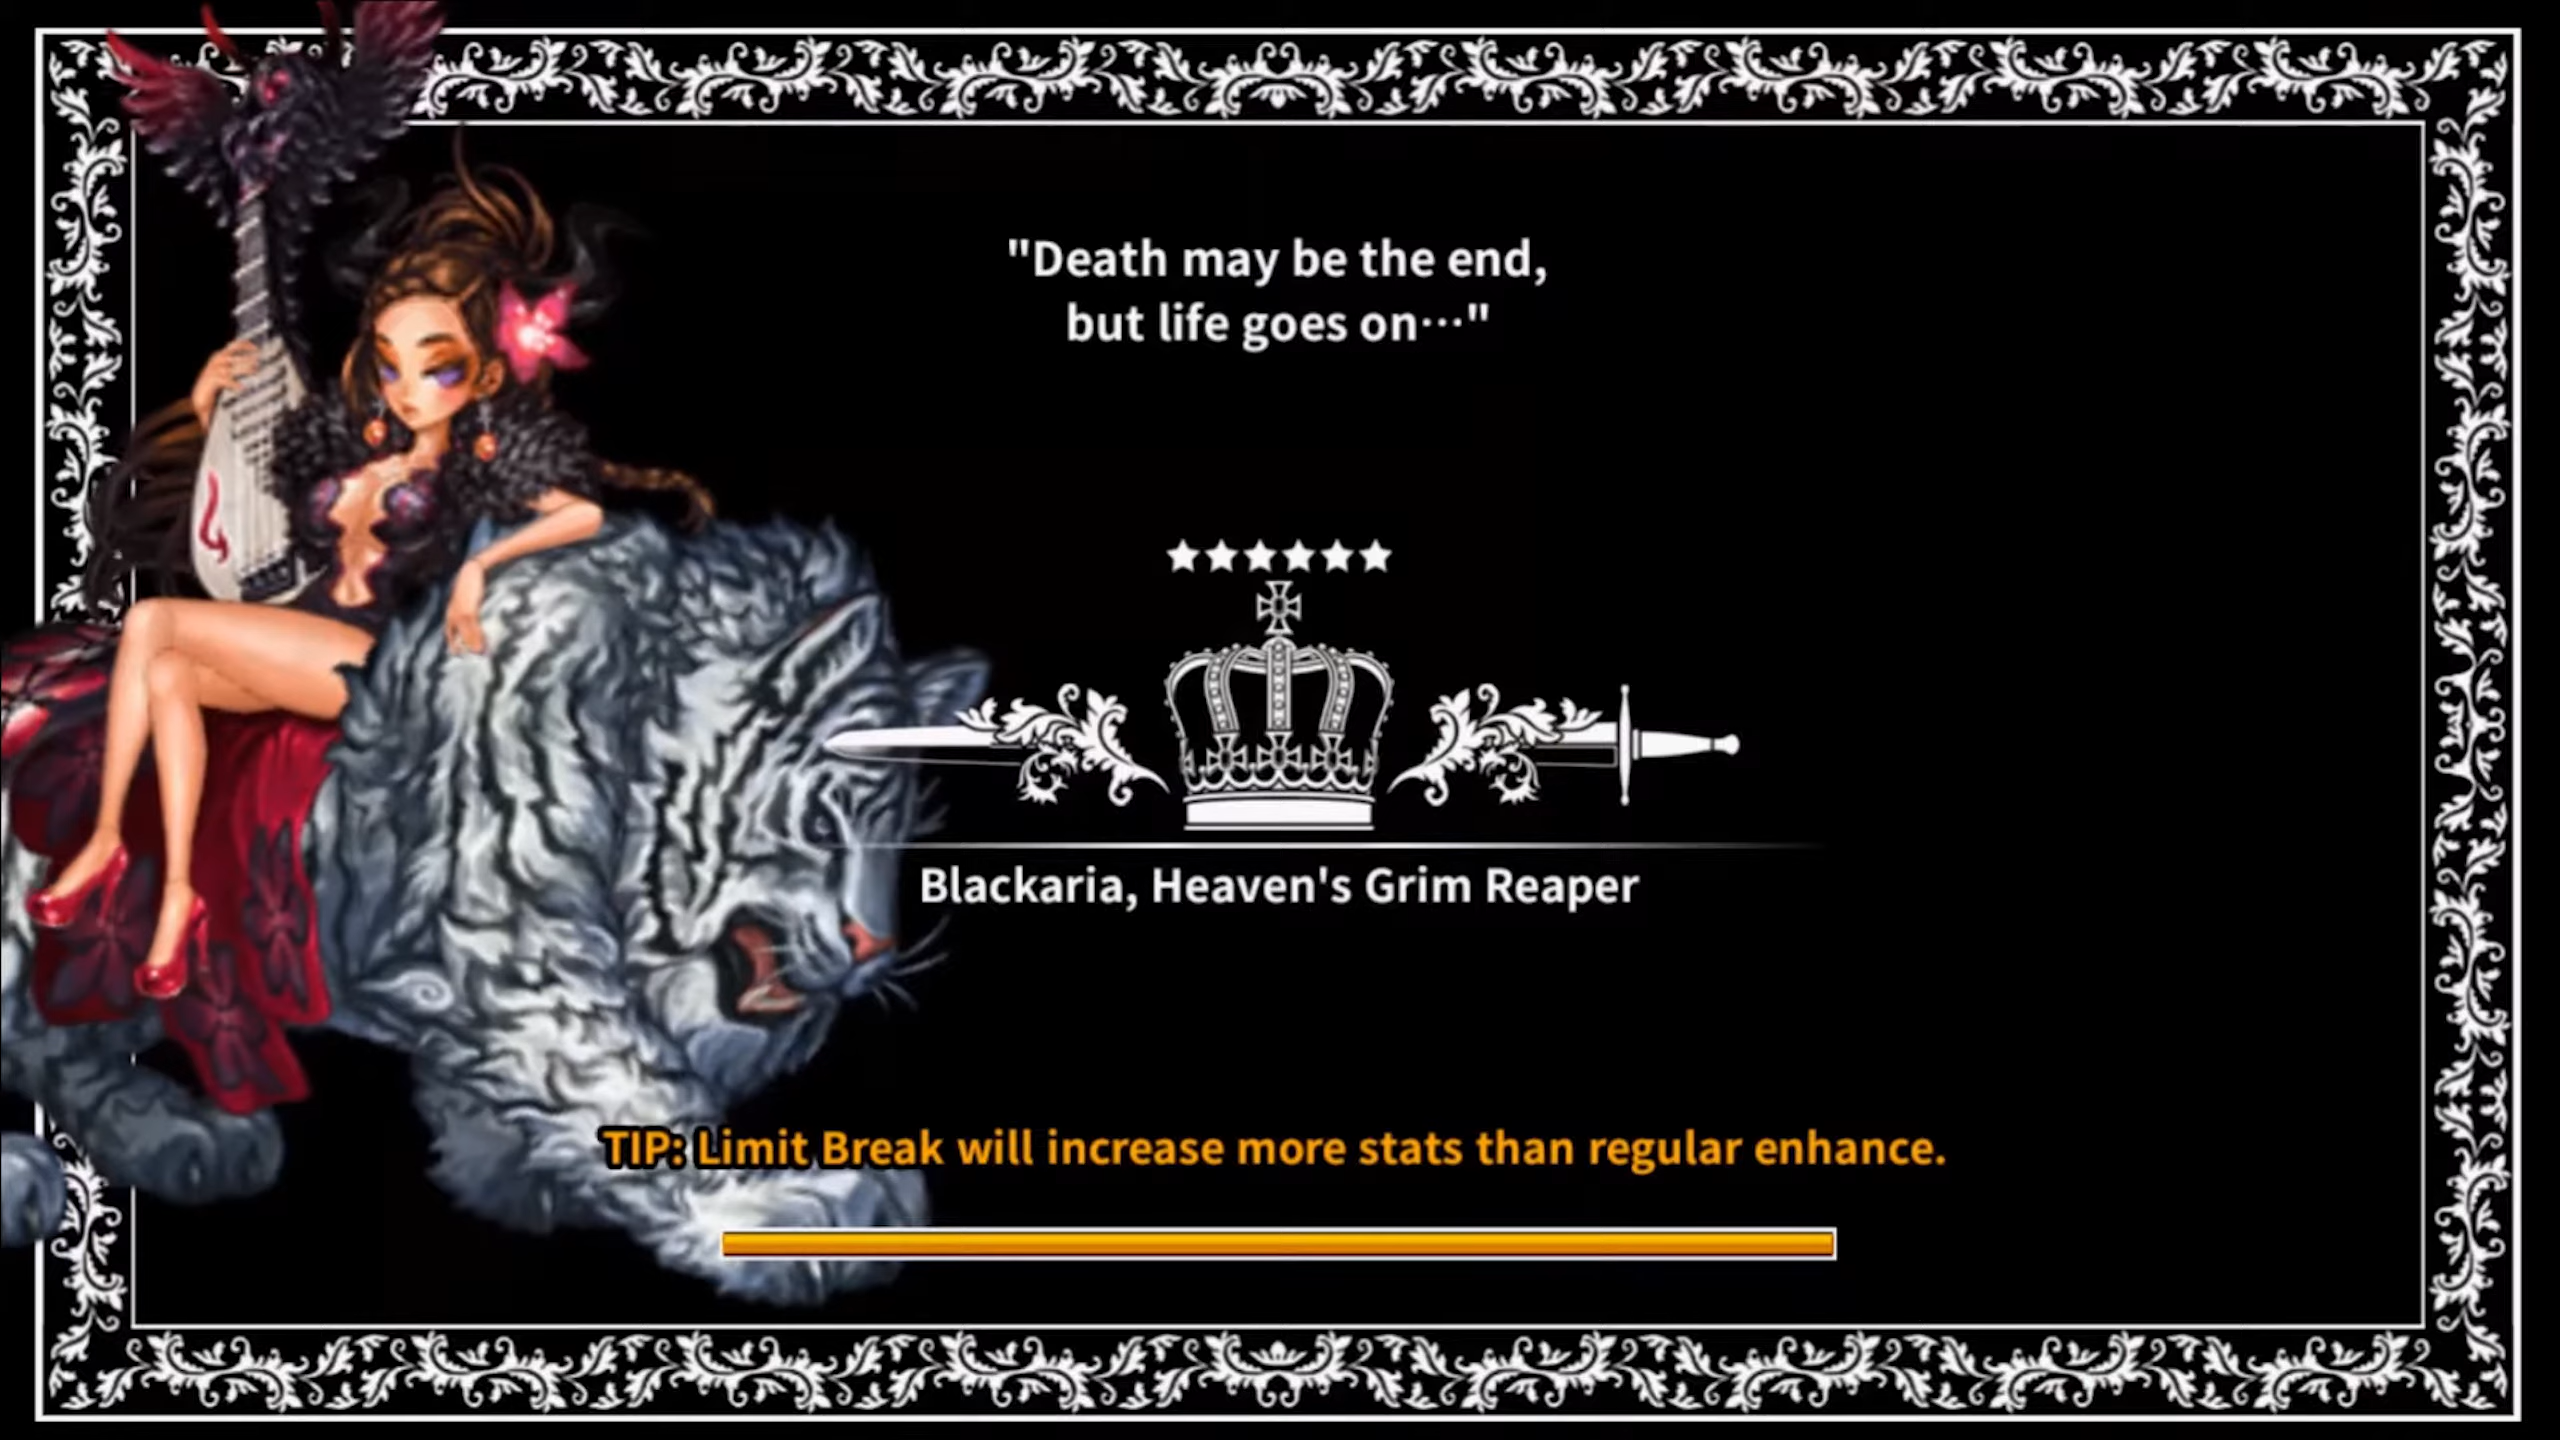 "Death may be the end,
but life goes on…"
Blackaria, Heaven's Grim Reaper
TIP: Limit Break will increase more stats than regular enhance.